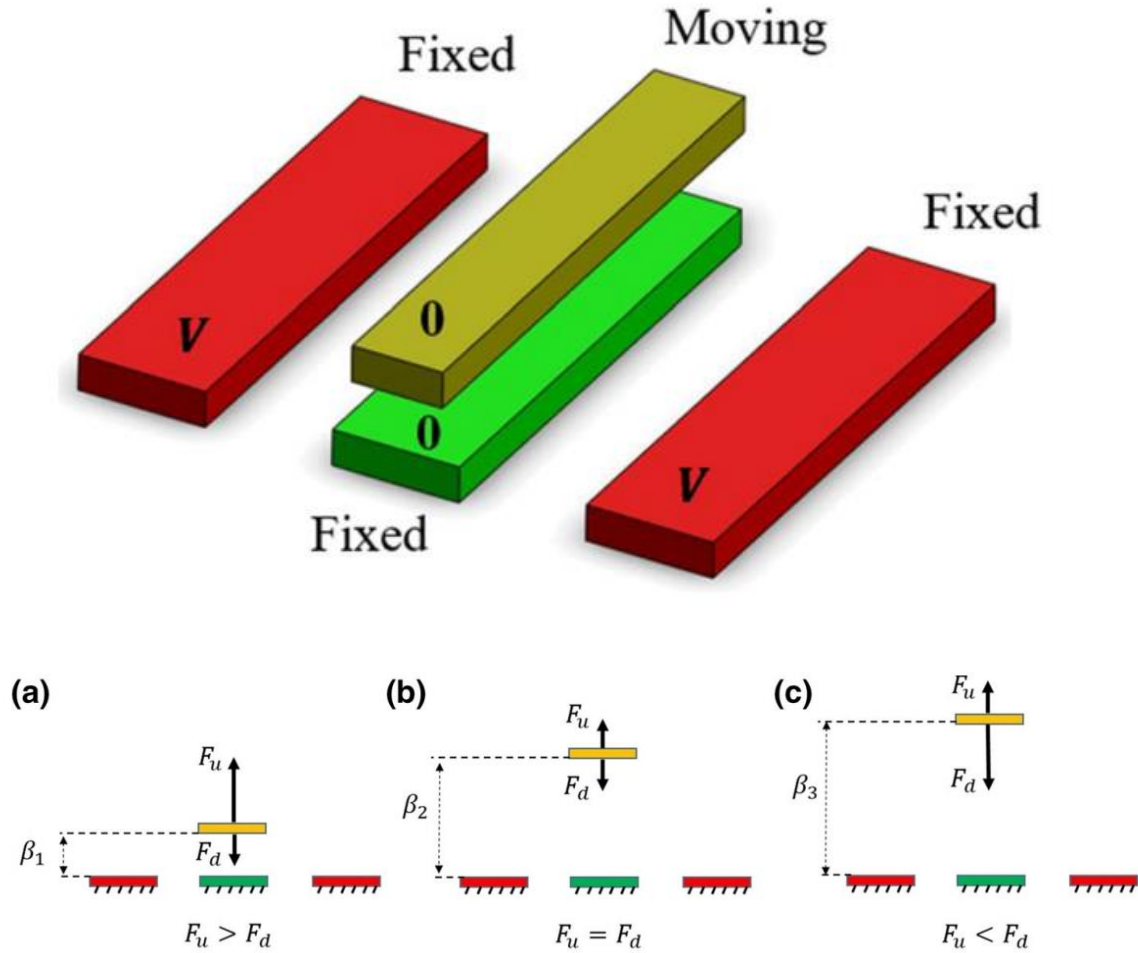 Fixed
Moving
Fixed
V
0
0
V
Fixed
(a)
(b)
(c)
F_u
F_d
β_1
F_u > F_d
F_u
F_d
β_2
F_u = F_d
F_u
F_d
β_3
F_u < F_d